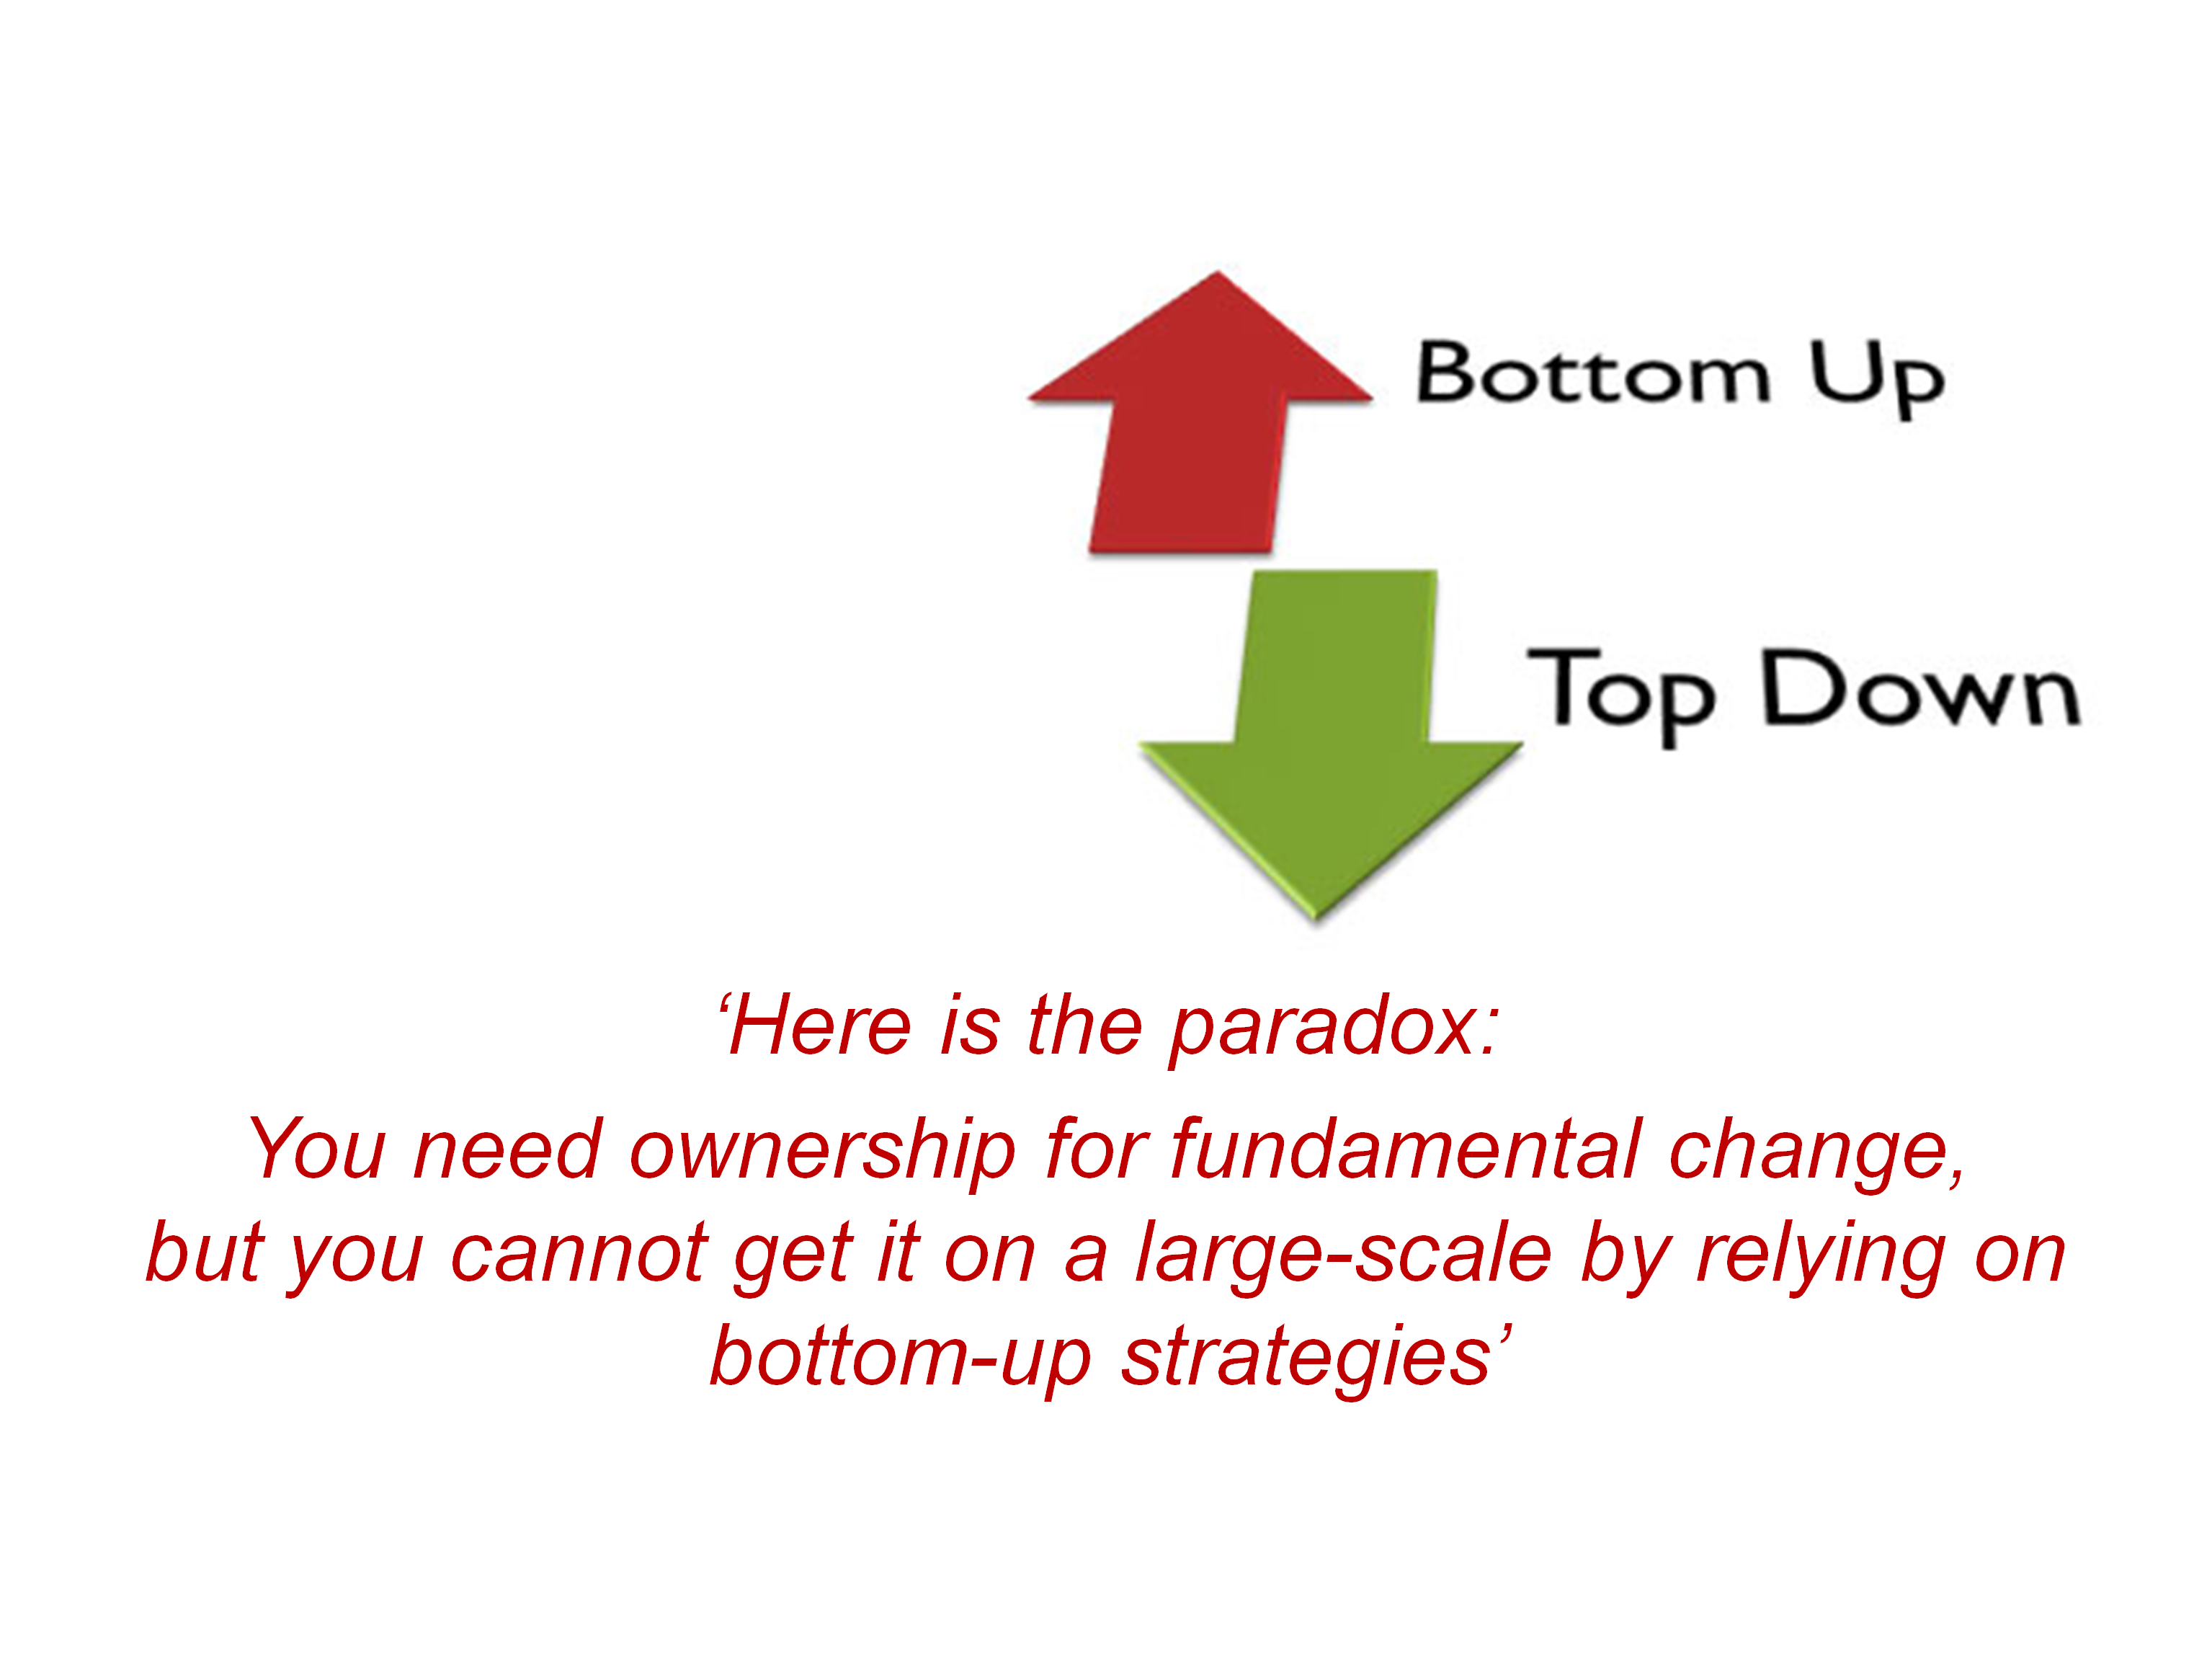 Bottom Up
Top Down
‘Here is the paradox:
You need ownership for fundamental change,
but you cannot get it on a large-scale by relying on
bottom-up strategies’